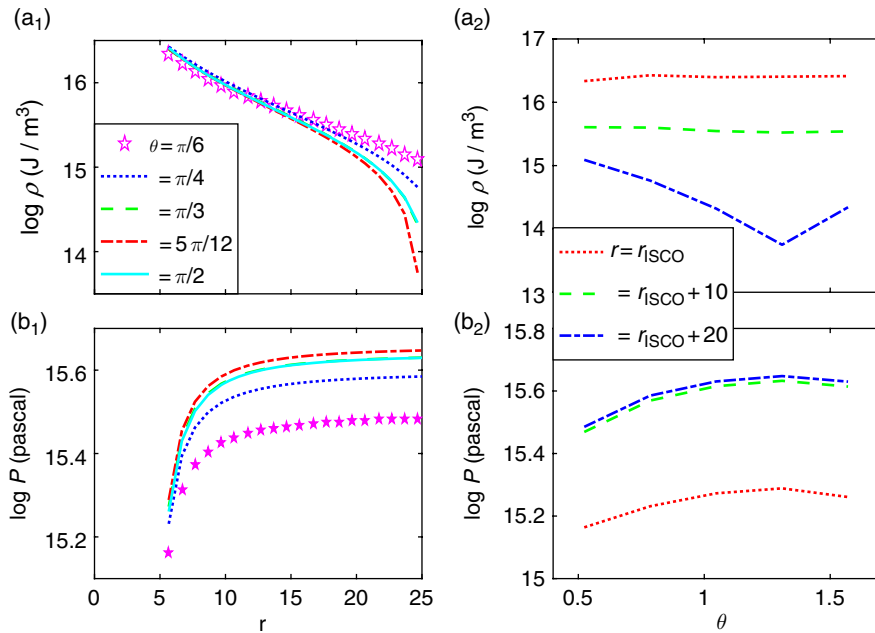 (a1)
log ρ (J / m³)
16
15
14
☆ θ = π/6
= π/4
= π/3
= 5 π/12
= π/2
(a2)
log ρ (J / m³)
17
16
15
14
13
r = rISCO
= rISCO + 10
= rISCO + 20
(b1)
log P (pascal)
15.6
15.4
15.2
0 5 10 15 20 25
r
(b2)
log P (pascal)
15.8
15.6
15.4
15.2
15
0.5 1 1.5
θ